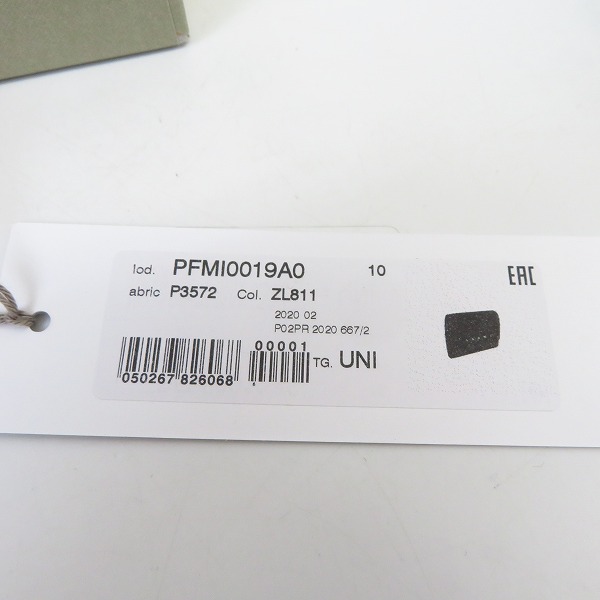 lod. PFMI0019A0 10 EAC
abric P3572 Col. ZL811
2020 02
P02PR 2020 667/2
00001
TG. UNI
050267 826068